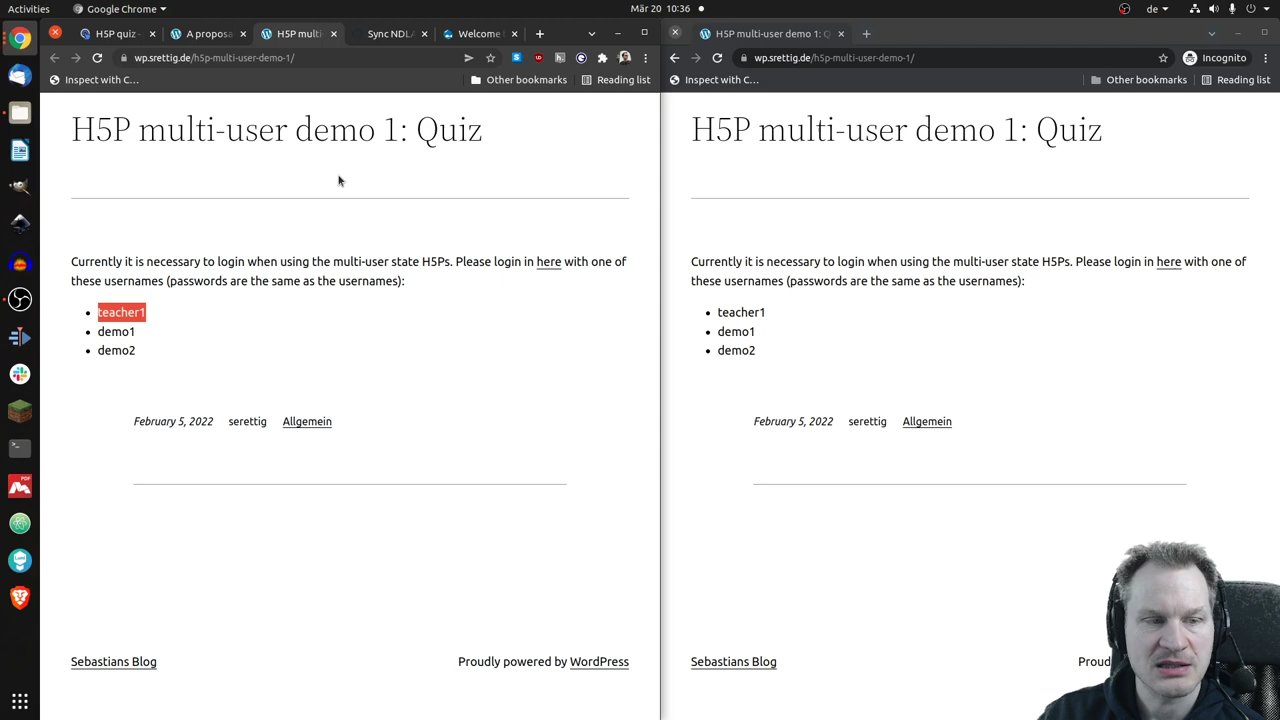 Activities
Google Chrome
Mär 20 10:36
de
H5P quiz -
A proposa
H5P multi
Sync NDLA
Welcome
H5P multi-user demo 1: Q
wp.srettig.de/h5p-multi-user-demo-1/
wp.srettig.de/h5p-multi-user-demo-1/
Incognito
Inspect with C...
Other bookmarks
Reading list
Inspect with C...
Other bookmarks
Reading list
H5P multi-user demo 1: Quiz
Currently it is necessary to login when using the multi-user state H5Ps. Please login in here with one of
these usernames (passwords are the same as the usernames):
teacher1
demo1
demo2
February 5, 2022 serettig Allgemein
Sebastians Blog
Proudly powered by WordPress
H5P multi-user demo 1: Quiz
Currently it is necessary to login when using the multi-user state H5Ps. Please login in here with one of
these usernames (passwords are the same as the usernames):
teacher1
demo1
demo2
February 5, 2022 serettig Allgemein
Sebastians Blog
Proud